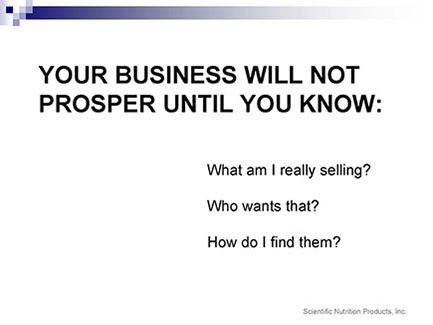 YOUR BUSINESS WILL NOT
PROSPER UNTIL YOU KNOW:
What am I really selling?
Who wants that?
How do I find them?
Scientific Nutrition Products, Inc.